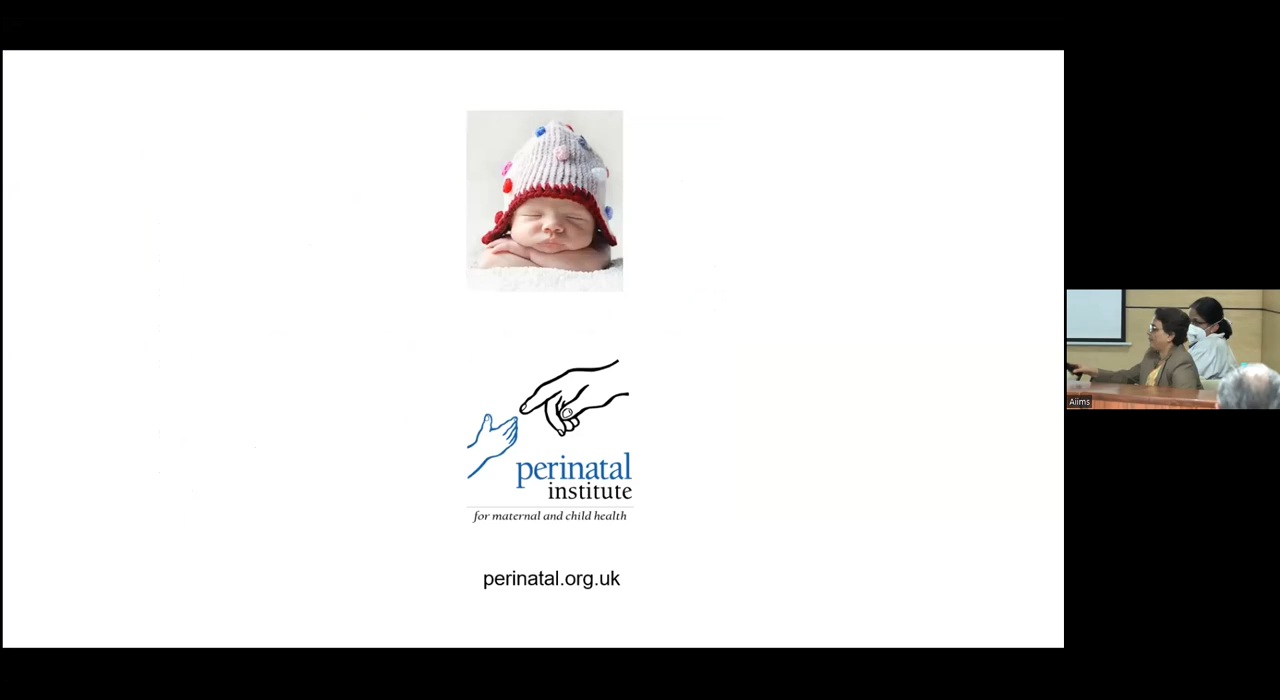 perinatal
institute
for maternal and child health
perinatal.org.uk
Aiims